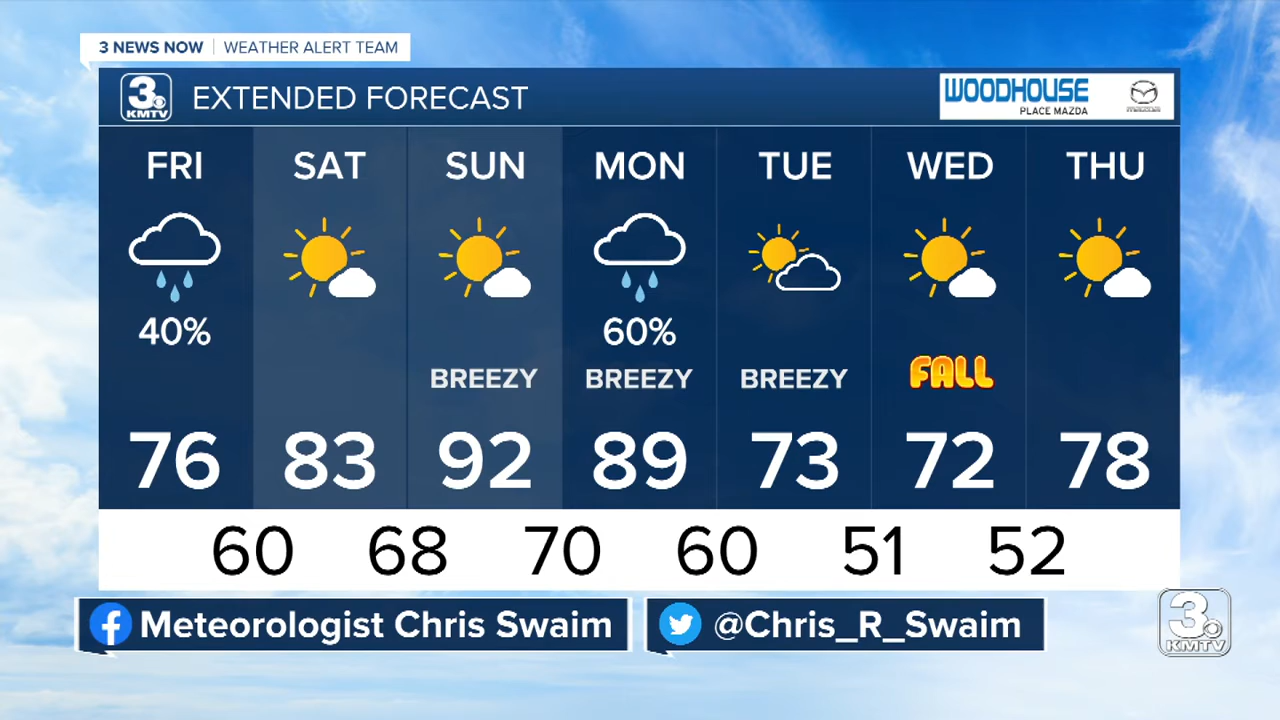 3 NEWS NOW | WEATHER ALERT TEAM
3 KMTV EXTENDED FORECAST
WOODHOUSE
PLACE MAZDA
mazda
FRI SAT SUN MON TUE WED THU
40% 60%
BREEZY BREEZY BREEZY FALL
76 83 92 89 73 72 78
60 68 70 60 51 52
Meteorologist Chris Swaim @Chris_R_Swaim
3 KMTV